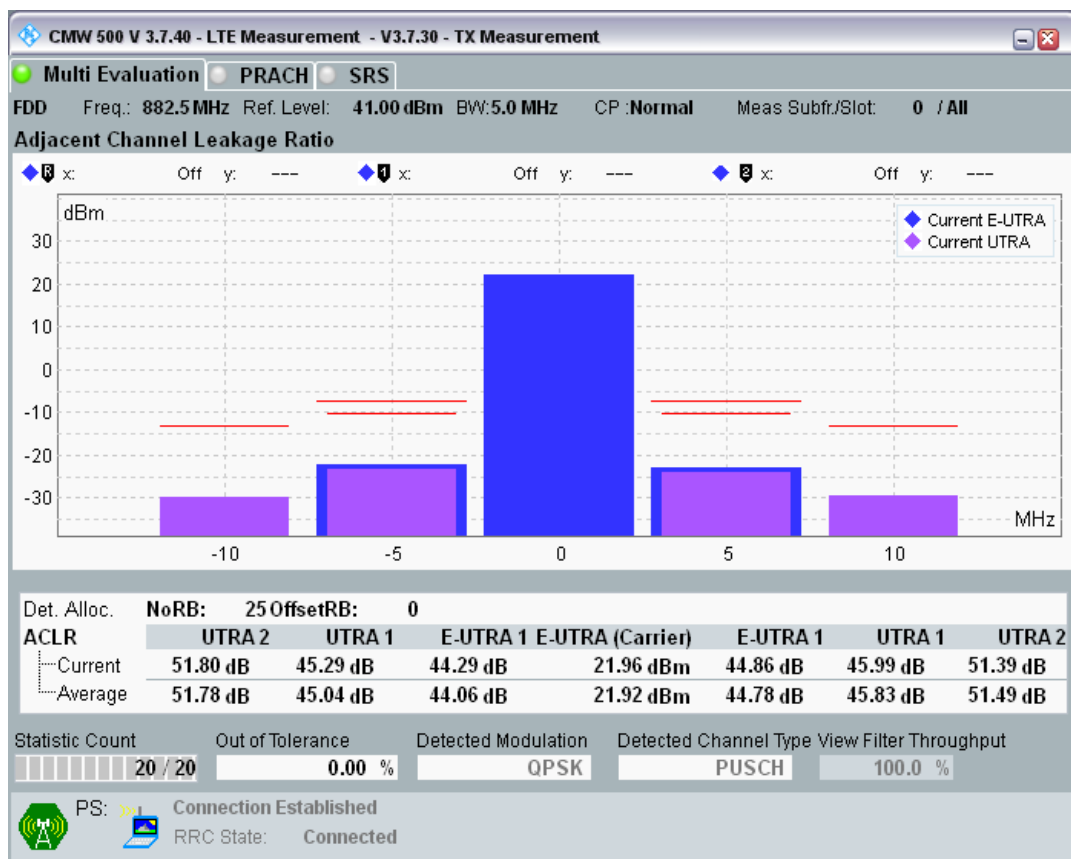 CMW 500 V 3.7.40 - LTE Measurement - V3.7.30 - TX Measurement
Multi Evaluation PRACH SRS
FDD Freq.: 882.5 MHz Ref. Level: 41.00 dBm BW:5.0 MHz CP :Normal Meas Subfr./Slot: 0 / All
Adjacent Channel Leakage Ratio
R x: Off y: --- 1 x: Off y: --- 2 x: Off y: ---
dBm
Current E-UTRA
Current UTRA
30
20
10
0
-10
-20
-30
MHz
-10 -5 0 5 10
Det. Alloc. NoRB: 25 OffsetRB: 0
ACLR UTRA 2 UTRA 1 E-UTRA 1 E-UTRA (Carrier) E-UTRA 1 UTRA 1 UTRA 2
Current 51.80 dB 45.29 dB 44.29 dB 21.96 dBm 44.86 dB 45.99 dB 51.39 dB
Average 51.78 dB 45.04 dB 44.06 dB 21.92 dBm 44.78 dB 45.83 dB 51.49 dB
Statistic Count Out of Tolerance Detected Modulation Detected Channel Type View Filter Throughput
20 / 20 0.00 % QPSK PUSCH 100.0 %
PS: Connection Established
RRC State: Connected